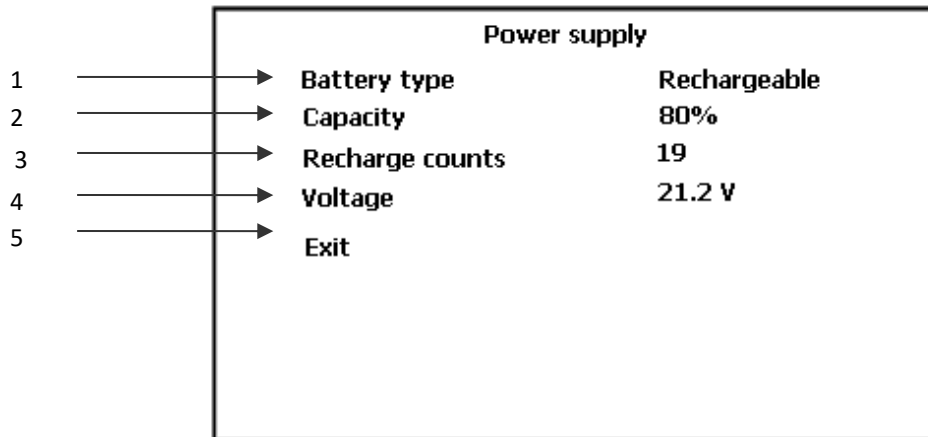 Power supply
1 Battery type Rechargeable
2 Capacity 80%
3 Recharge counts 19
4 Voltage 21.2 V
5 Exit